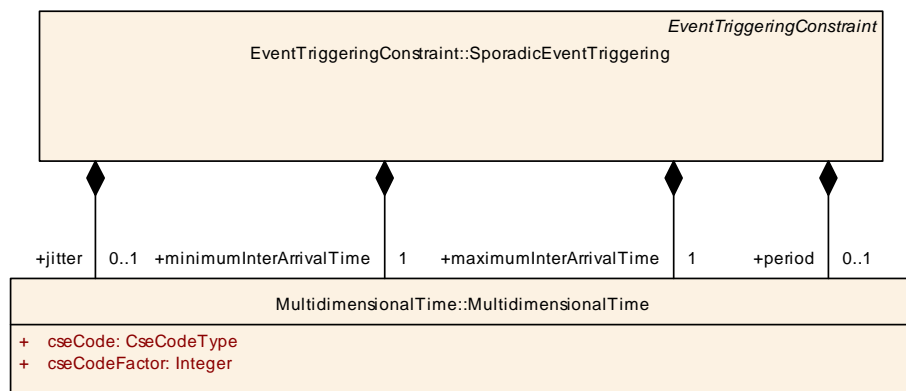 EventTriggeringConstraint
EventTriggeringConstraint::SporadicEventTriggering
+jitter 0..1 +minimumInterArrivalTime 1 +maximumInterArrivalTime 1 +period 0..1
MultidimensionalTime::MultidimensionalTime
+ cseCode: CseCodeType
+ cseCodeFactor: Integer